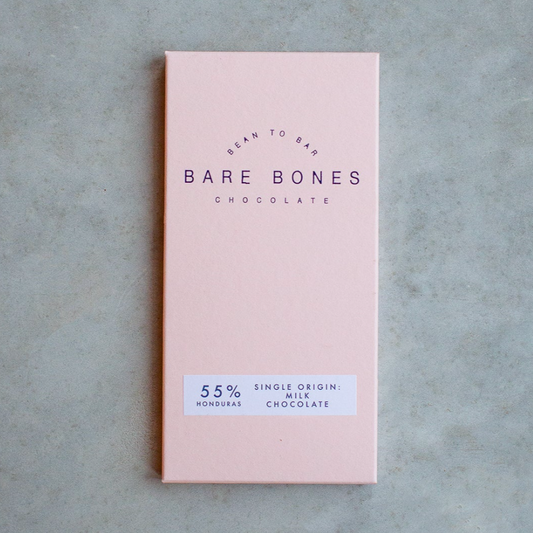 BEAN TO BAR
BARE BONES
CHOCOLATE
55%
HONDURAS
SINGLE ORIGIN:
MILK
CHOCOLATE